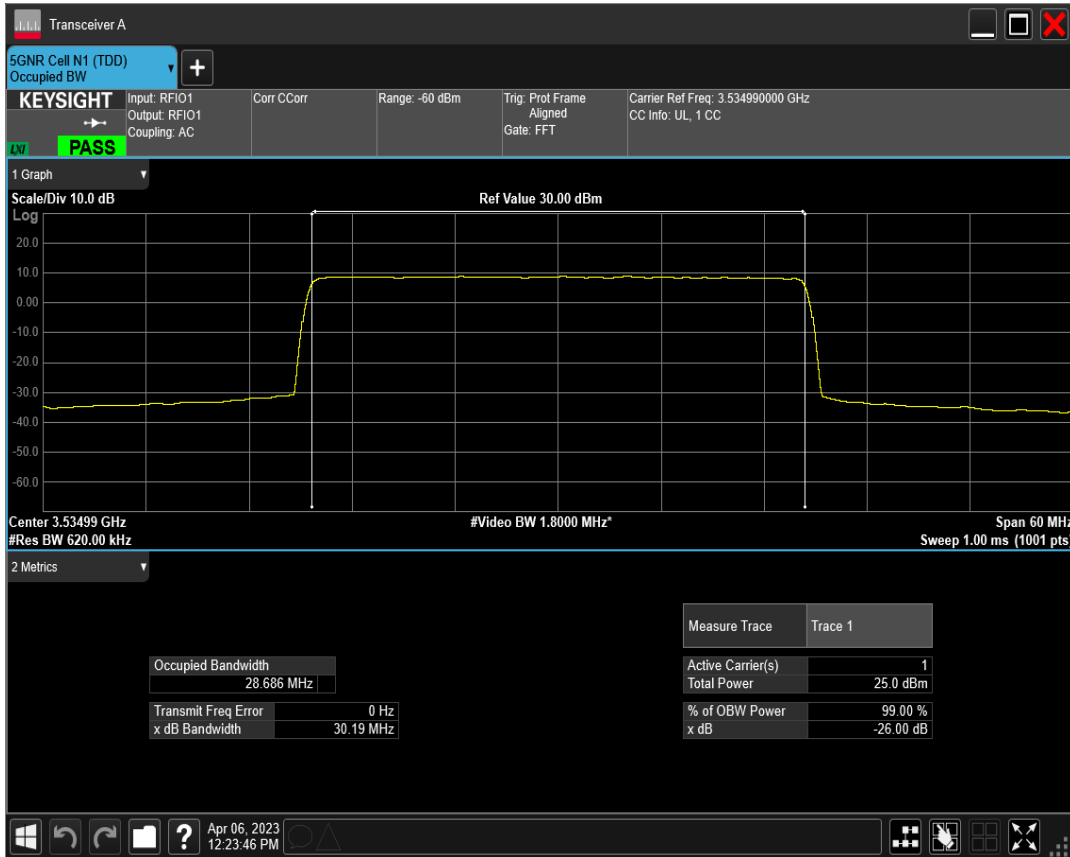 Transceiver A
5GNR Cell N1 (TDD)
Occupied BW
+
KEYSIGHT
LXI
PASS
Input: RFIO1
Output: RFIO1
Coupling: AC
Corr CCorr
Range: -60 dBm
Trig: Prot Frame
Aligned
Gate: FFT
Carrier Ref Freq: 3.534990000 GHz
CC Info: UL, 1 CC
1 Graph
Scale/Div 10.0 dB
Ref Value 30.00 dBm
Log
20.0
10.0
0.00
-10.0
-20.0
-30.0
-40.0
-50.0
-60.0
Center 3.53499 GHz
#Video BW 1.8000 MHz*
Span 60 MHz
#Res BW 620.00 kHz
Sweep 1.00 ms (1001 pts)
2 Metrics
Measure Trace Trace 1
Occupied Bandwidth
28.686 MHz
Active Carrier(s) 1
Total Power 25.0 dBm
Transmit Freq Error 0 Hz
x dB Bandwidth 30.19 MHz
% of OBW Power 99.00 %
x dB -26.00 dB
?
Apr 06, 2023
12:23:46 PM